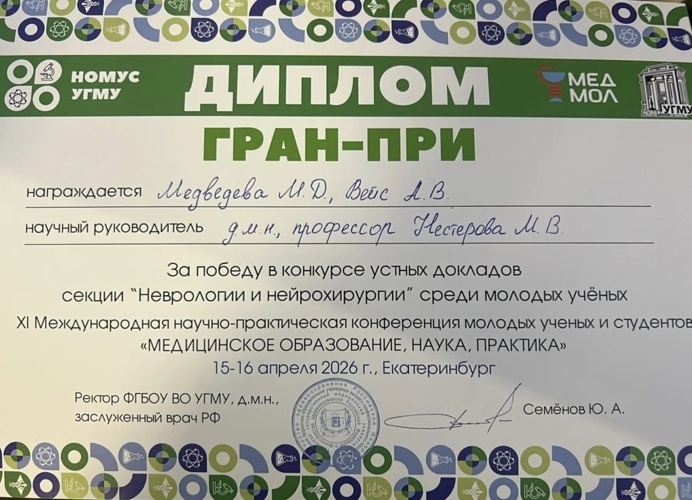 НОМУС
УГМУ
ДИПЛОМ
МЕД
МОЛ
УГМУ
ГРАН-ПРИ
награждается Медведева М.Д., Вейс А.В.
научный руководитель д.м.н., профессор Нестерова М.В.
За победу в конкурсе устных докладов
секции "Неврологии и нейрохирургии" среди молодых учёных
XI Международная научно-практическая конференция молодых ученых и студентов
«МЕДИЦИНСКОЕ ОБРАЗОВАНИЕ, НАУКА, ПРАКТИКА»
15-16 апреля 2026 г., Екатеринбург
Ректор ФГБОУ ВО УГМУ, д.м.н.,
заслуженный врач РФ
Семёнов Ю. А.